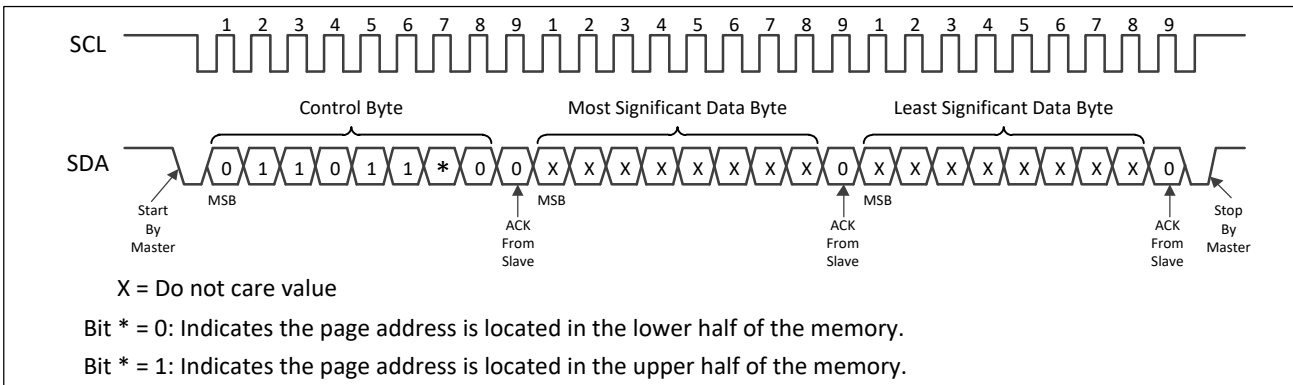 1 2 3 4 5 6 7 8 9 1 2 3 4 5 6 7 8 9 1 2 3 4 5 6 7 8 9
SCL
Control Byte Most Significant Data Byte Least Significant Data Byte
SDA 0 1 1 0 1 1 * 0 0 X X X X X X X X 0 X X X X X X X X 0
MSB MSB MSB
Start By Master
ACK From Slave
ACK From Slave
ACK From Slave
Stop By Master
X = Do not care value
Bit * = 0: Indicates the page address is located in the lower half of the memory.
Bit * = 1: Indicates the page address is located in the upper half of the memory.